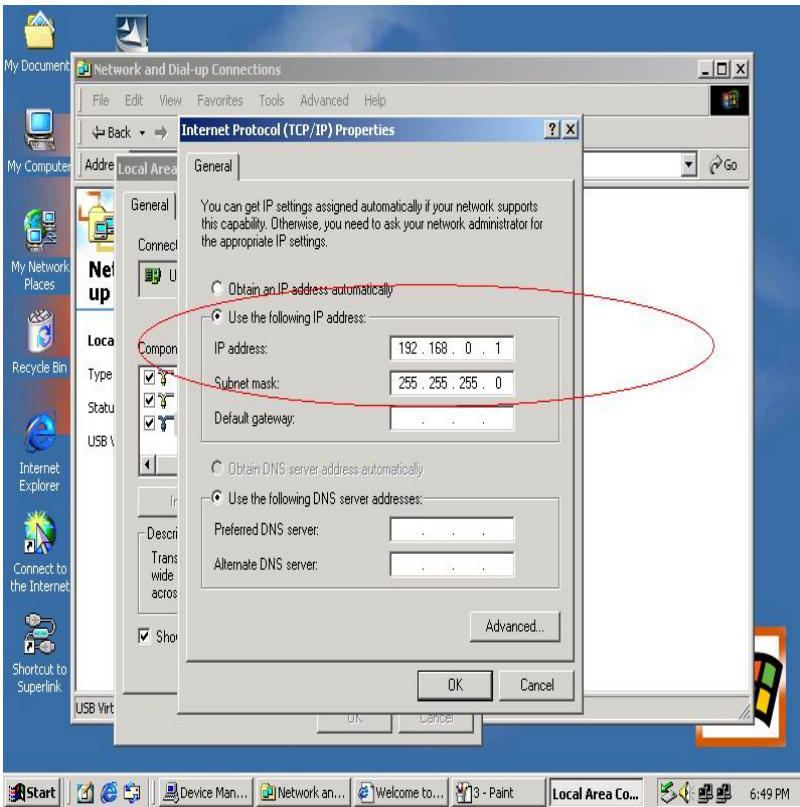 My Document
My Computer
My Network
Places
Recycle Bin
Internet
Explorer
Connect to
the Internet
Shortcut to
Superlink
Network and Dial-up Connections
File Edit View Favorites Tools Advanced Help
Back
Addre
Go
Net
up
Loca
Type
Statu
USB V
USB Virt
Local Area
General
Connect
U
Compon
In
Descri
Trans
wide
acros
Sho
OK Cancel
Internet Protocol (TCP/IP) Properties
General
You can get IP settings assigned automatically if your network supports
this capability. Otherwise, you need to ask your network administrator for
the appropriate IP settings.
Obtain an IP address automatically
Use the following IP address:
IP address: 192 . 168 . 0 . 1
Subnet mask: 255 . 255 . 255 . 0
Default gateway: . . .
Obtain DNS server address automatically
Use the following DNS server addresses:
Preferred DNS server: . . .
Alternate DNS server: . . .
Advanced...
OK Cancel
Start Device Man... Network an... Welcome to... 3 - Paint Local Area Co... 6:49 PM